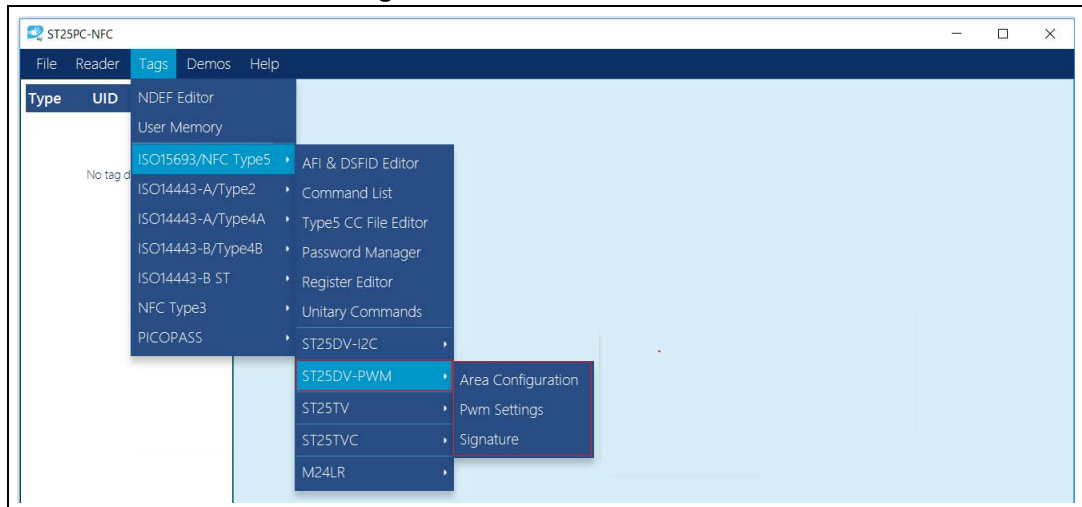 ST25PC-NFC
File Reader Tags Demos Help
Type UID
No tag d
NDEF Editor
User Memory
ISO15693/NFC Type5
ISO14443-A/Type2
ISO14443-A/Type4A
ISO14443-B/Type4B
ISO14443-B ST
NFC Type3
PICOPASS
AFI & DSFID Editor
Command List
Type5 CC File Editor
Password Manager
Register Editor
Unitary Commands
ST25DV-I2C
ST25DV-PWM
ST25TV
ST25TVC
M24LR
Area Configuration
Pwm Settings
Signature